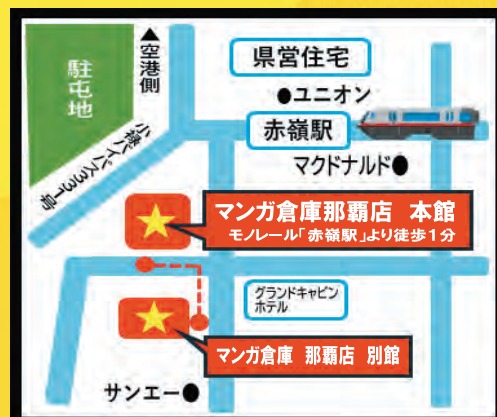 ▲空港側
県営住宅
駐屯地
●ユニオン
赤嶺駅
小禄バイパス331号
マクドナルド●
マンガ倉庫那覇店 本館
モノレール「赤嶺駅」より徒歩1分
グランドキャビン
ホテル
マンガ倉庫 那覇店 別館
サンエー●